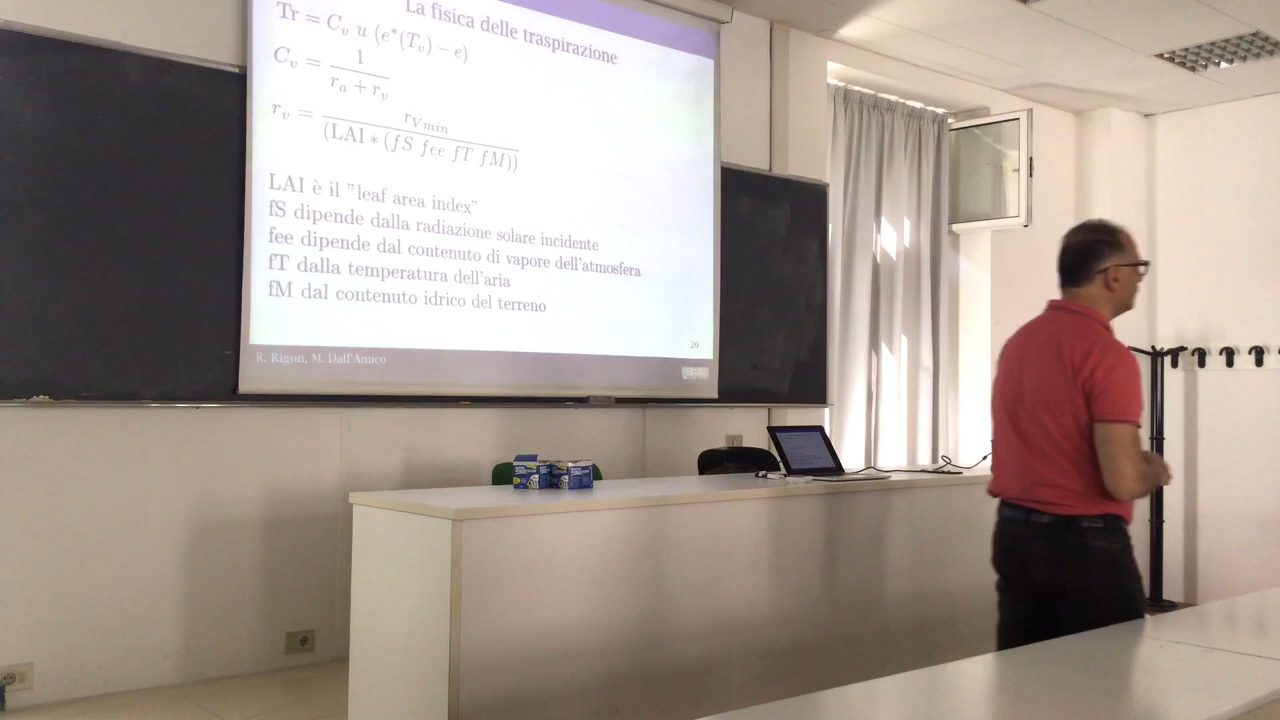 La fisica delle traspirazione
Tr = C_v u (e*(T_v) − e)
C_v = 1 / (r_a + r_v)
r_v = r_{Vmin} / (LAI ∗ (fS fee fT fM))
LAI è il "leaf area index"
fS dipende dalla radiazione solare incidente
fee dipende dal contenuto di vapore dell'atmosfera
fT dalla temperatura dell'aria
fM dal contenuto idrico del terreno
20
R. Rigon, M. Dall'Amico